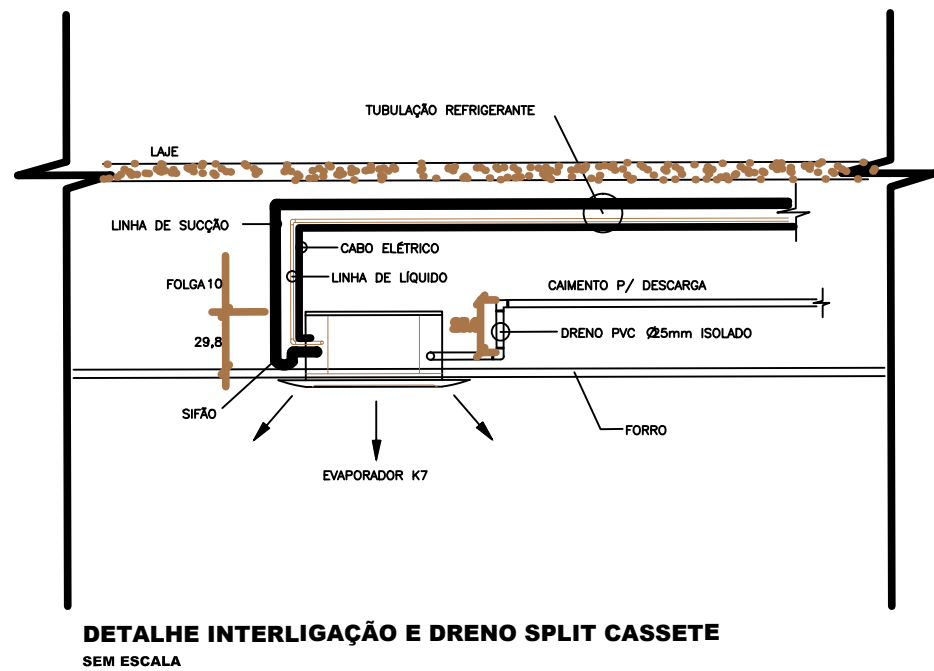 TUBULAÇÃO REFRIGERANTE
LAJE
LINHA DE SUCÇÃO
CABO ELÉTRICO
LINHA DE LÍQUIDO
FOLGA 10
CAIMENTO P/ DESCARGA
29,8
DRENO PVC Ø25mm ISOLADO
SIFÃO
FORRO
EVAPORADOR K7
DETALHE INTERLIGAÇÃO E DRENO SPLIT CASSETE
SEM ESCALA